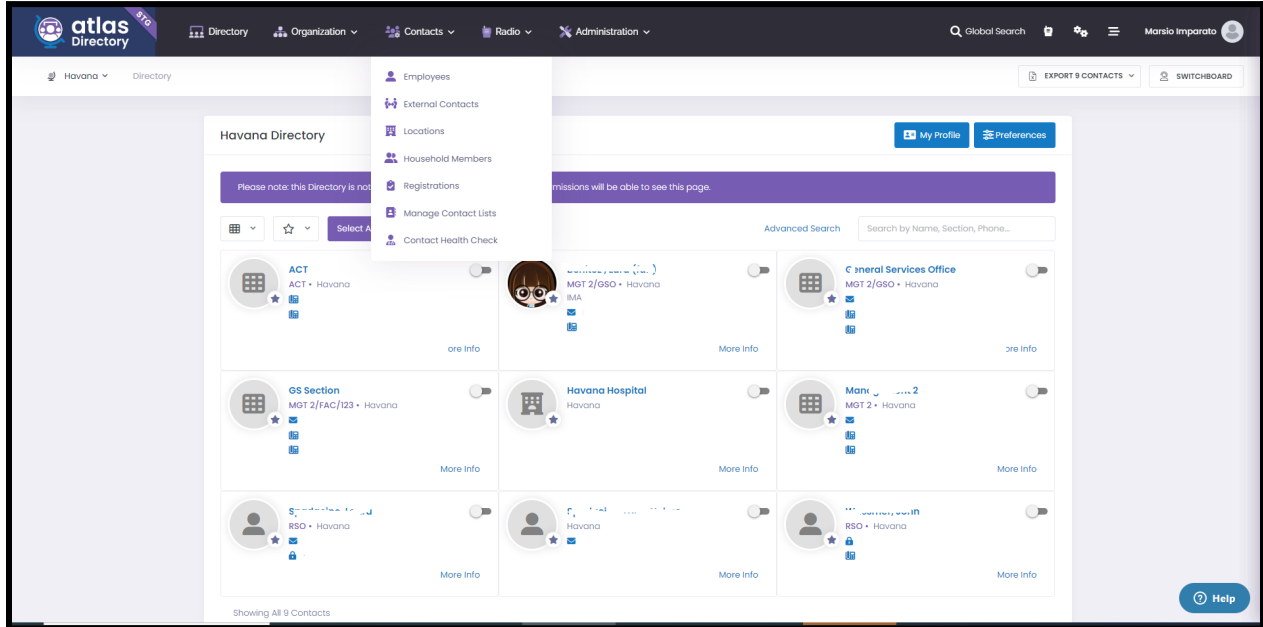 atlas
Directory
STG
Directory
Organization
Contacts
Radio
Administration
Global Search
Marsio Imparato
Havana
Directory
EXPORT 9 CONTACTS
SWITCHBOARD
Employees
External Contacts
Locations
Household Members
Registrations
Manage Contact Lists
Contact Health Check
Havana Directory
My Profile
Preferences
Please note: this Directory is not
missions will be able to see this page.
Select A
Advanced Search
Search by Name, Section, Phone...
ACT
ACT • Havana
ore Info
MGT 2/GSO • Havana
IMA
More Info
General Services Office
MGT 2/GSO • Havana
ore Info
GS Section
MGT 2/FAC/123 • Havana
More Info
Havana Hospital
Havana
More Info
2
MGT 2 • Havana
More Info
RSO • Havana
More Info
Havana
More Info
RSO • Havana
More Info
Showing All 9 Contacts
Help